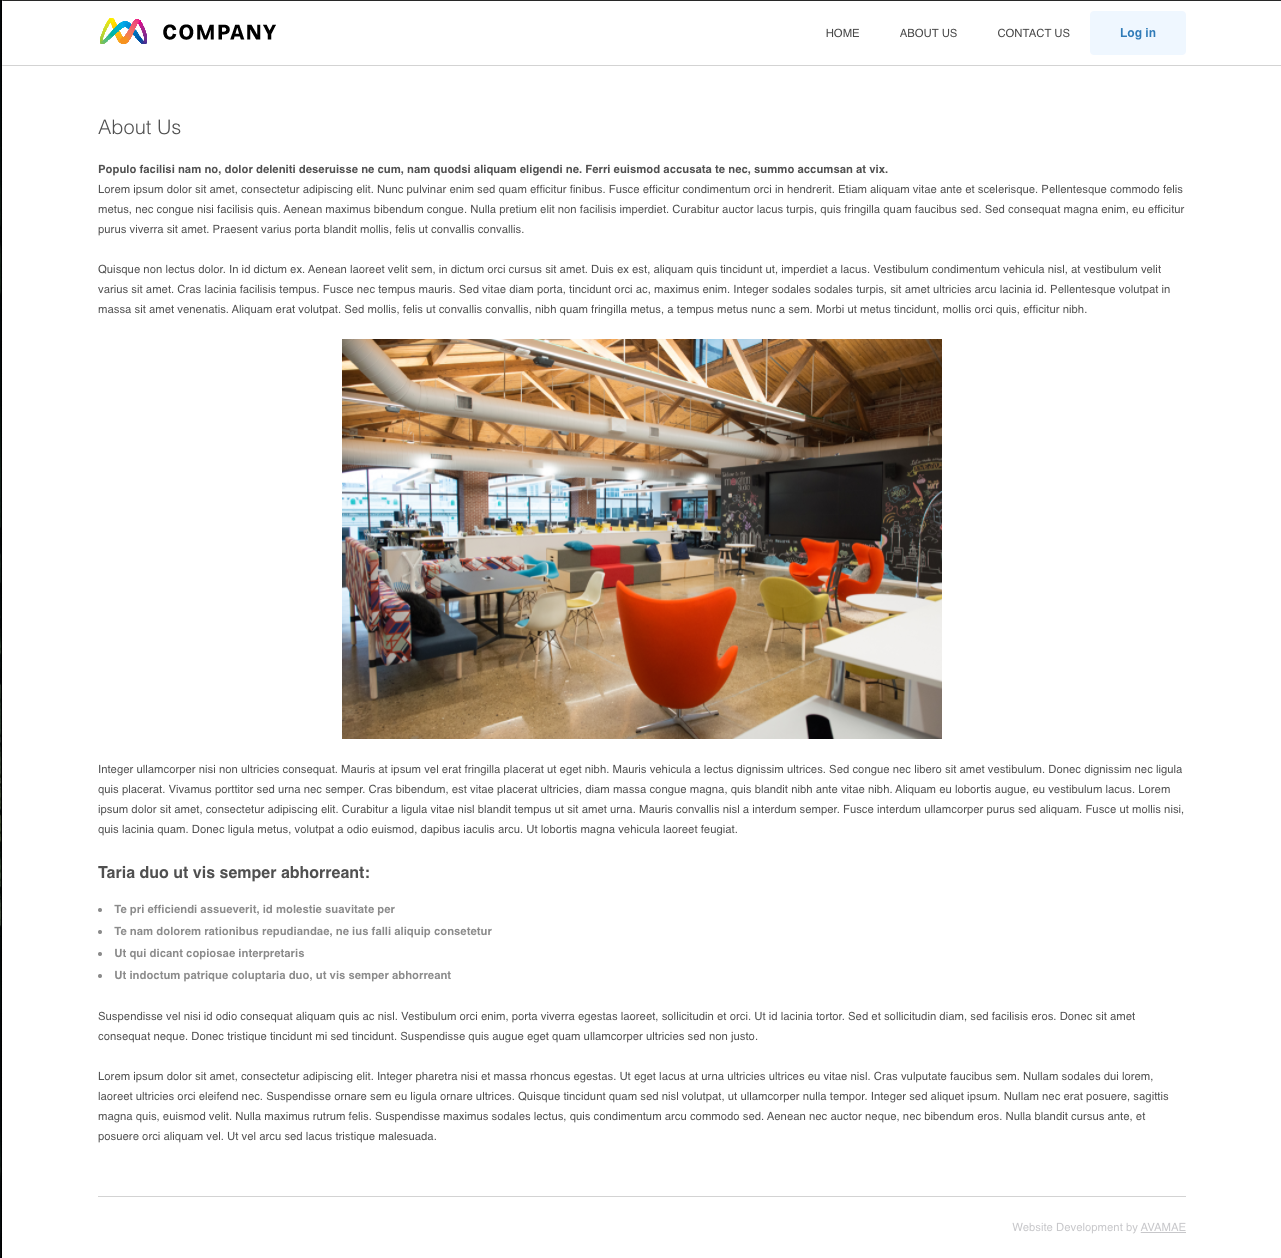 COMPANY
HOME
ABOUT US
CONTACT US
Log in
About Us
Populo facilisi nam no, dolor deleniti deseruisse ne cum, nam quodsi aliquam eligendi ne. Ferri euismod accusata te nec, summo accumsan at vix.
Lorem ipsum dolor sit amet, consectetur adipiscing elit. Nunc pulvinar enim sed quam efficitur finibus. Fusce efficitur condimentum orci in hendrerit. Etiam aliquam vitae ante et scelerisque. Pellentesque commodo felis
metus, nec congue nisi facilisis quis. Aenean maximus bibendum congue. Nulla pretium elit non facilisis imperdiet. Curabitur auctor lacus turpis, quis fringilla quam faucibus sed. Sed consequat magna enim, eu efficitur
purus viverra sit amet. Praesent varius porta blandit mollis, felis ut convallis convallis.
Quisque non lectus dolor. In id dictum ex. Aenean laoreet velit sem, in dictum orci cursus sit amet. Duis ex est, aliquam quis tincidunt ut, imperdiet a lacus. Vestibulum condimentum vehicula nisl, at vestibulum velit
varius sit amet. Cras lacinia facilisis tempus. Fusce nec tempus mauris. Sed vitae diam porta, tincidunt orci ac, maximus enim. Integer sodales sodales turpis, sit amet ultricies arcu lacinia id. Pellentesque volutpat in
massa sit amet venenatis. Aliquam erat volutpat. Sed mollis, felis ut convallis convallis, nibh quam fringilla metus, a tempus metus nunc a sem. Morbi ut metus tincidunt, mollis orci quis, efficitur nibh.
Integer ullamcorper nisi non ultricies consequat. Mauris at ipsum vel erat fringilla placerat ut eget nibh. Mauris vehicula a lectus dignissim ultrices. Sed congue nec libero sit amet vestibulum. Donec dignissim nec ligula
quis placerat. Vivamus porttitor sed urna nec semper. Cras bibendum, est vitae placerat ultricies, diam massa congue magna, quis blandit nibh ante vitae nibh. Aliquam eu lobortis augue, eu vestibulum lacus. Lorem
ipsum dolor sit amet, consectetur adipiscing elit. Curabitur a ligula vitae nisl blandit tempus ut sit amet urna. Mauris convallis nisl a interdum semper. Fusce interdum ullamcorper purus sed aliquam. Fusce ut mollis nisi,
quis lacinia quam. Donec ligula metus, volutpat a odio euismod, dapibus iaculis arcu. Ut lobortis magna vehicula laoreet feugiat.
Taria duo ut vis semper abhorreant:
Te pri efficiendi assueverit, id molestie suavitate per
Te nam dolorem rationibus repudiandae, ne ius falli aliquip consetetur
Ut qui dicant copiosae interpretaris
Ut indoctum patrique coluptaria duo, ut vis semper abhorreant
Suspendisse vel nisi id odio consequat aliquam quis ac nisl. Vestibulum orci enim, porta viverra egestas laoreet, sollicitudin et orci. Ut id lacinia tortor. Sed et sollicitudin diam, sed facilisis eros. Donec sit amet
consequat neque. Donec tristique tincidunt mi sed tincidunt. Suspendisse quis augue eget quam ullamcorper ultricies sed non justo.
Lorem ipsum dolor sit amet, consectetur adipiscing elit. Integer pharetra nisi et massa rhoncus egestas. Ut eget lacus at urna ultricies ultrices eu vitae nisl. Cras vulputate faucibus sem. Nullam sodales dui lorem,
laoreet ultricies orci eleifend nec. Suspendisse ornare sem eu ligula ornare ultrices. Quisque tincidunt quam sed nisl volutpat, ut ullamcorper nulla tempor. Integer sed aliquet ipsum. Nullam nec erat posuere, sagittis
magna quis, euismod velit. Nulla maximus rutrum felis. Suspendisse maximus sodales lectus, quis condimentum arcu commodo sed. Aenean nec auctor neque, nec bibendum eros. Nulla blandit cursus ante, et
posuere orci aliquam vel. Ut vel arcu sed lacus tristique malesuada.
Website Development by AVAMAE